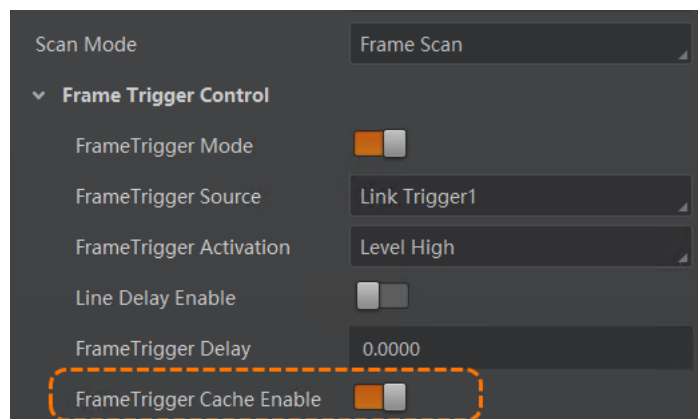 Scan Mode Frame Scan
Frame Trigger Control
FrameTrigger Mode
FrameTrigger Source Link Trigger1
FrameTrigger Activation Level High
Line Delay Enable
FrameTrigger Delay 0.0000
FrameTrigger Cache Enable